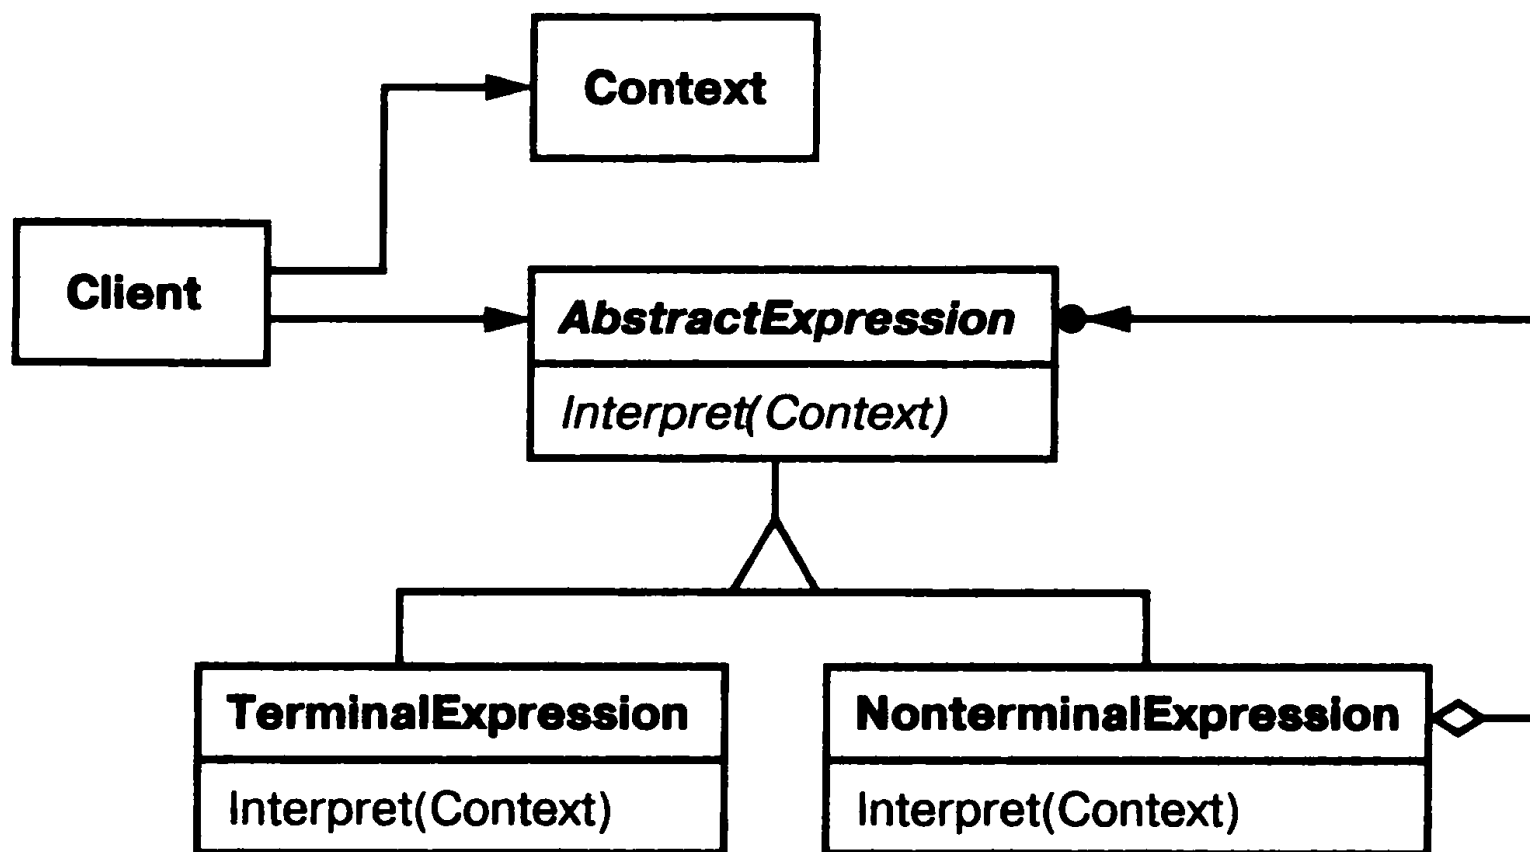 Context
Client
AbstractExpression
Interpret(Context)
TerminalExpression
NonterminalExpression
Interpret(Context)
Interpret(Context)